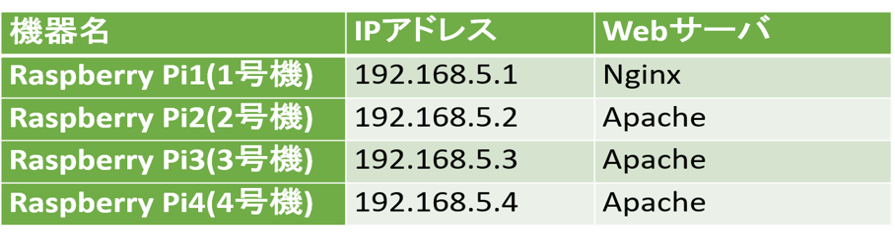 機器名 IPアドレス Webサーバ
Raspberry Pi1(1号機) 192.168.5.1 Nginx
Raspberry Pi2(2号機) 192.168.5.2 Apache
Raspberry Pi3(3号機) 192.168.5.3 Apache
Raspberry Pi4(4号機) 192.168.5.4 Apache